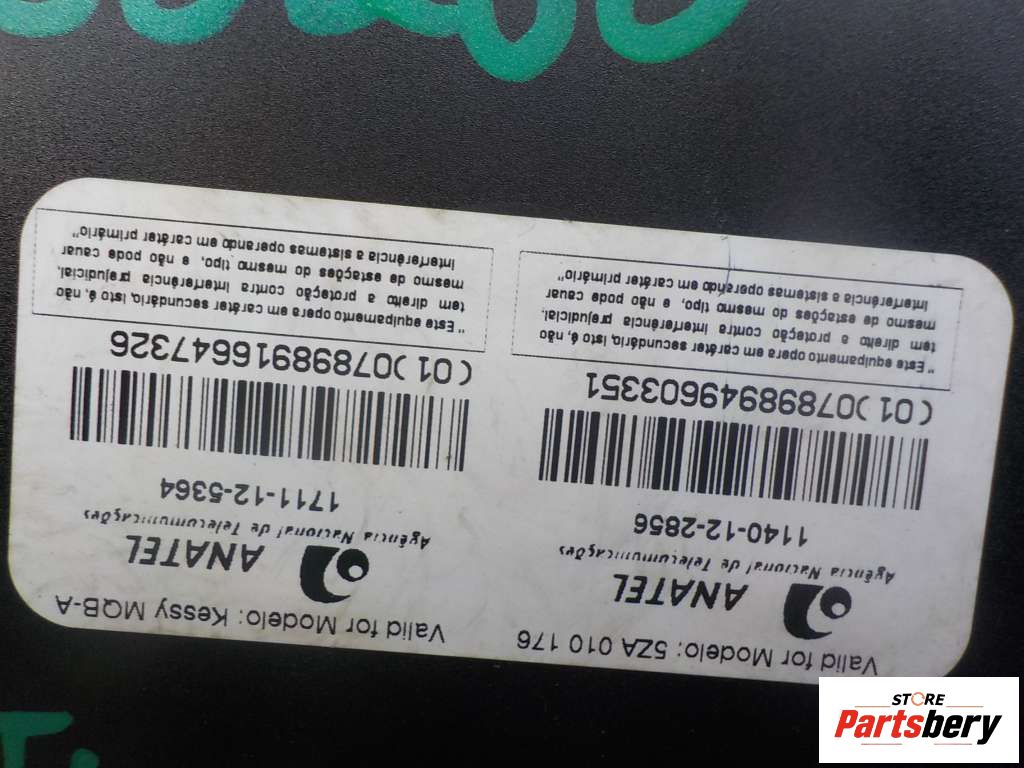 Valid for Modelo: 5ZA 010 176
ANATEL
Agência Nacional de Telecomunicações
1140-12-2856
(01)07898949603351
"Este equipamento opera em caráter secundária, isto é, não
tem direito a proteção contra interferência prejudicial.
mesmo de estações do mesmo tipo, e não pode cauar
Interferência a sistemas operando em caráter primário"
Valid for Modelo: Kessy MQB-A
ANATEL
Agência Nacional de Telecomunicações
1711-12-5364
(01)07898916647326
"Este equipamento opera em caráter secundária, isto, é, não
tem direito a proteção contra interferência prejudicial,
mesmo de estações do mesmo tipo, e não pode cauar
Interferência a sistemas operando em caráter primário"
STORE
Partsbery